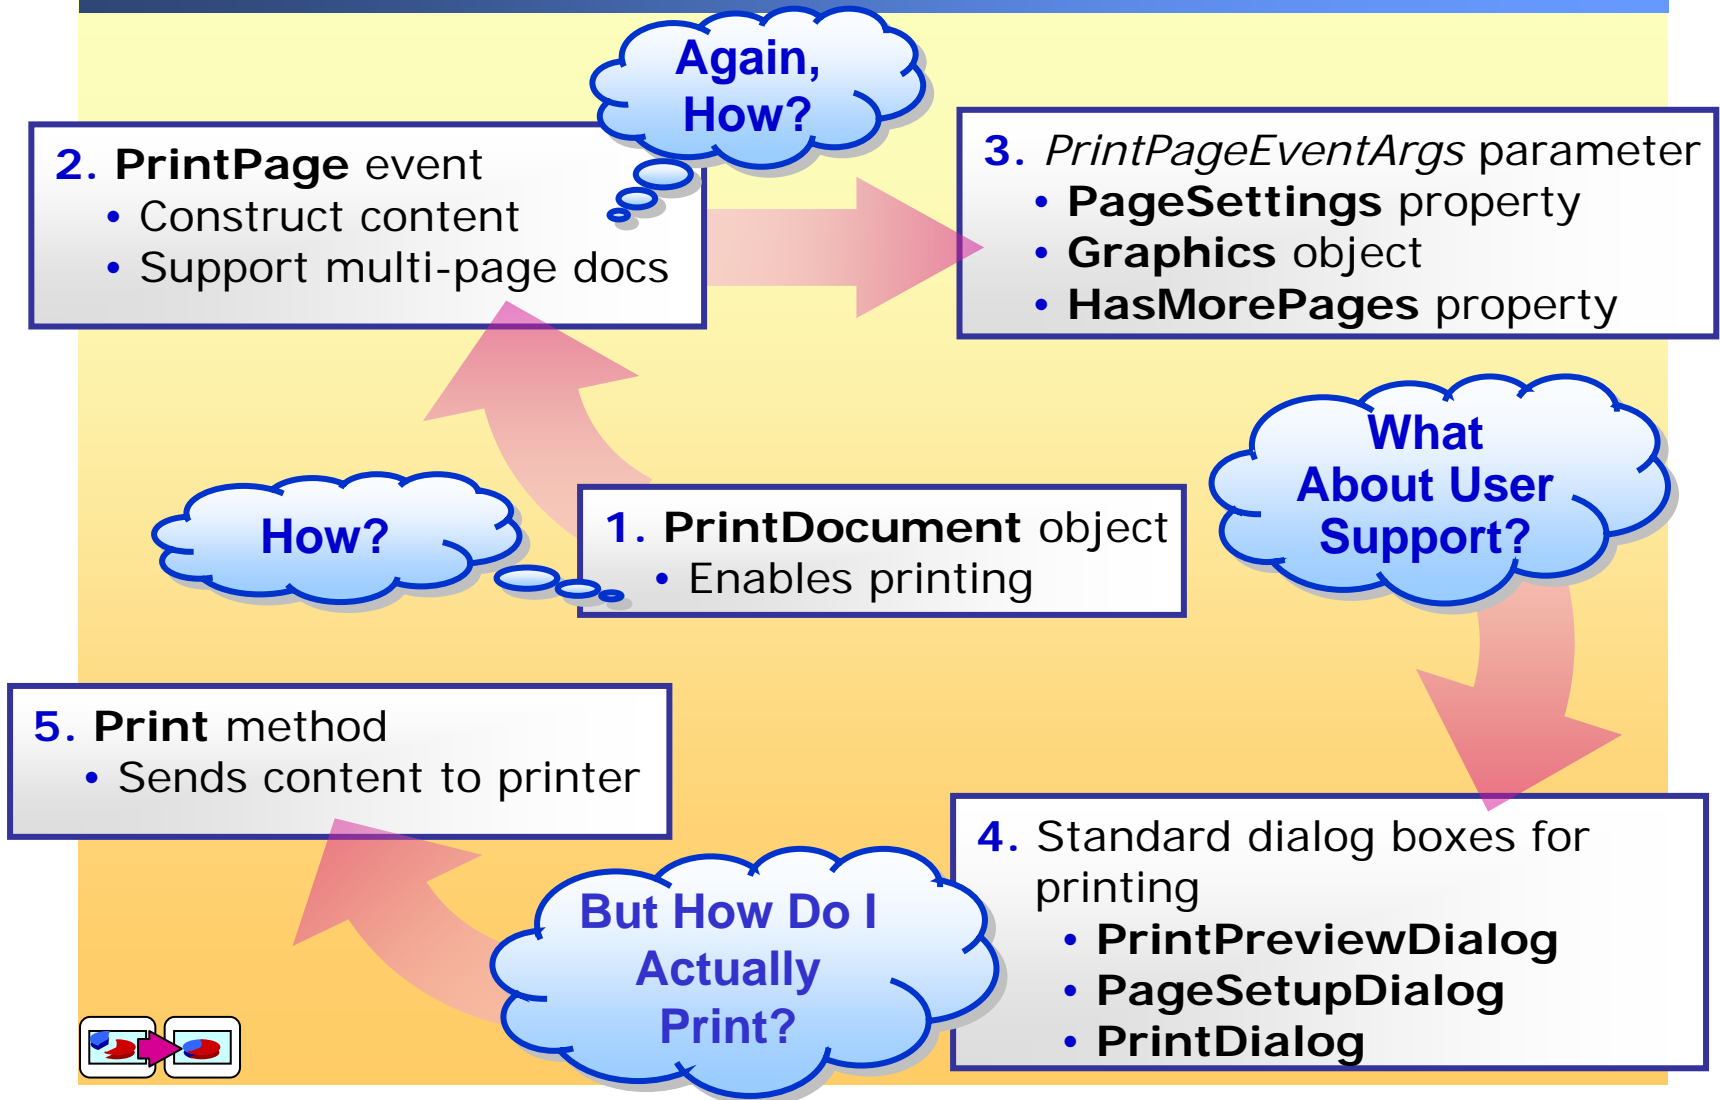 Again,
How?
2. PrintPage event
• Construct content
• Support multi-page docs
3. PrintPageEventArgs parameter
• PageSettings property
• Graphics object
• HasMorePages property
What
About User
Support?
How?
1. PrintDocument object
• Enables printing
5. Print method
• Sends content to printer
4. Standard dialog boxes for
printing
• PrintPreviewDialog
• PageSetupDialog
• PrintDialog
But How Do I
Actually
Print?